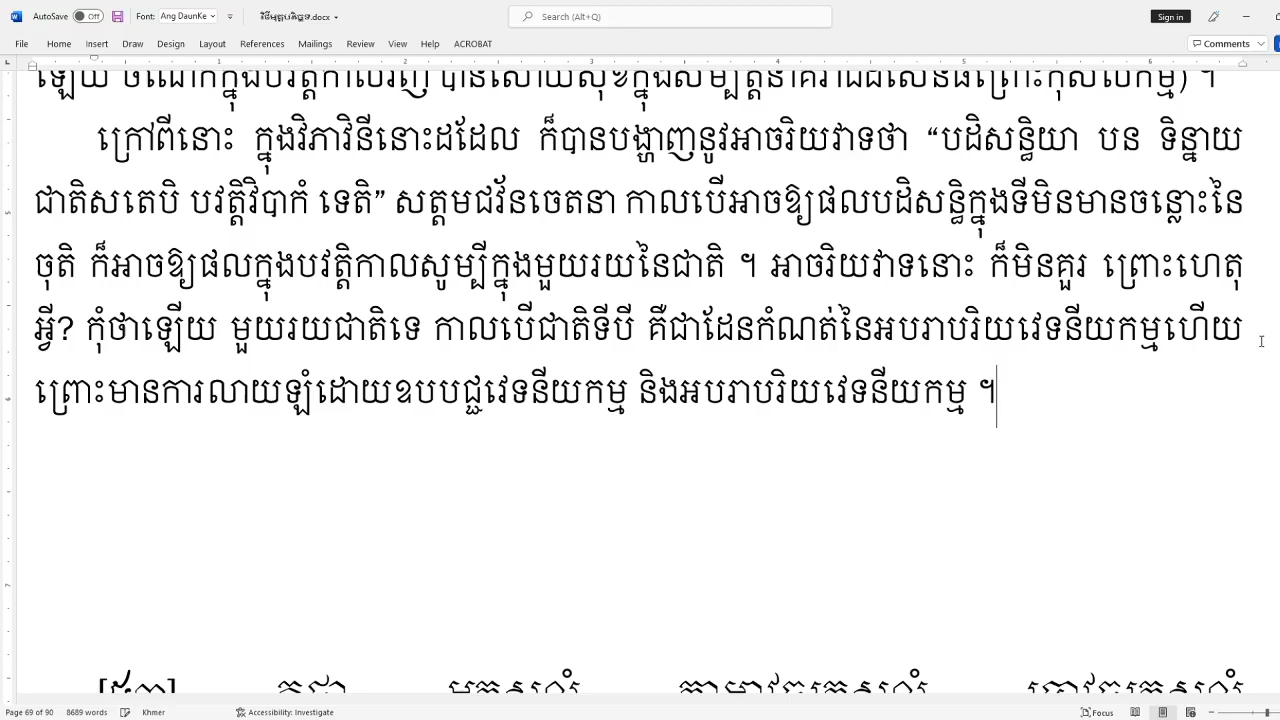 AutoSave Off Font: Ang DaunKe Search (Alt+Q) Sign in
File Home Insert Draw Design Layout References Mailings Review View Help ACROBAT Comments
ក្រៅពីនោះ ក្នុងវិភាវិនីនោះដដែល ក៏បានបង្ហាញនូវអាចរិយវាទថា “បដិសន្ធិយា បន ទិន្នាយ
ជាតិសតេបិ បវត្តិវិបាកំ ទេតិ” សត្តមជវ័នចេតនា កាលបើអាចឱ្យផលបដិសន្ធិក្នុងទីមិនមានចន្លោះនៃ
ចុតិ ក៏អាចឱ្យផលក្នុងបវត្តិកាលសូម្បីក្នុងមួយរយនៃជាតិ ។ អាចរិយវាទនោះ ក៏មិនគួរ ព្រោះហេតុ
អ្វី? កុំថាឡើយ មួយរយជាតិទេ កាលបើជាតិទីបី គឺជាដែនកំណត់នៃអបរាបរិយវេទនីយកម្មហើយ
ព្រោះមានការលាយឡំដោយឧបបជ្ជវេទនីយកម្ម និងអបរាបរិយវេទនីយកម្ម ។
Page 69 of 90 8689 words Khmer Accessibility: Investigate Focus